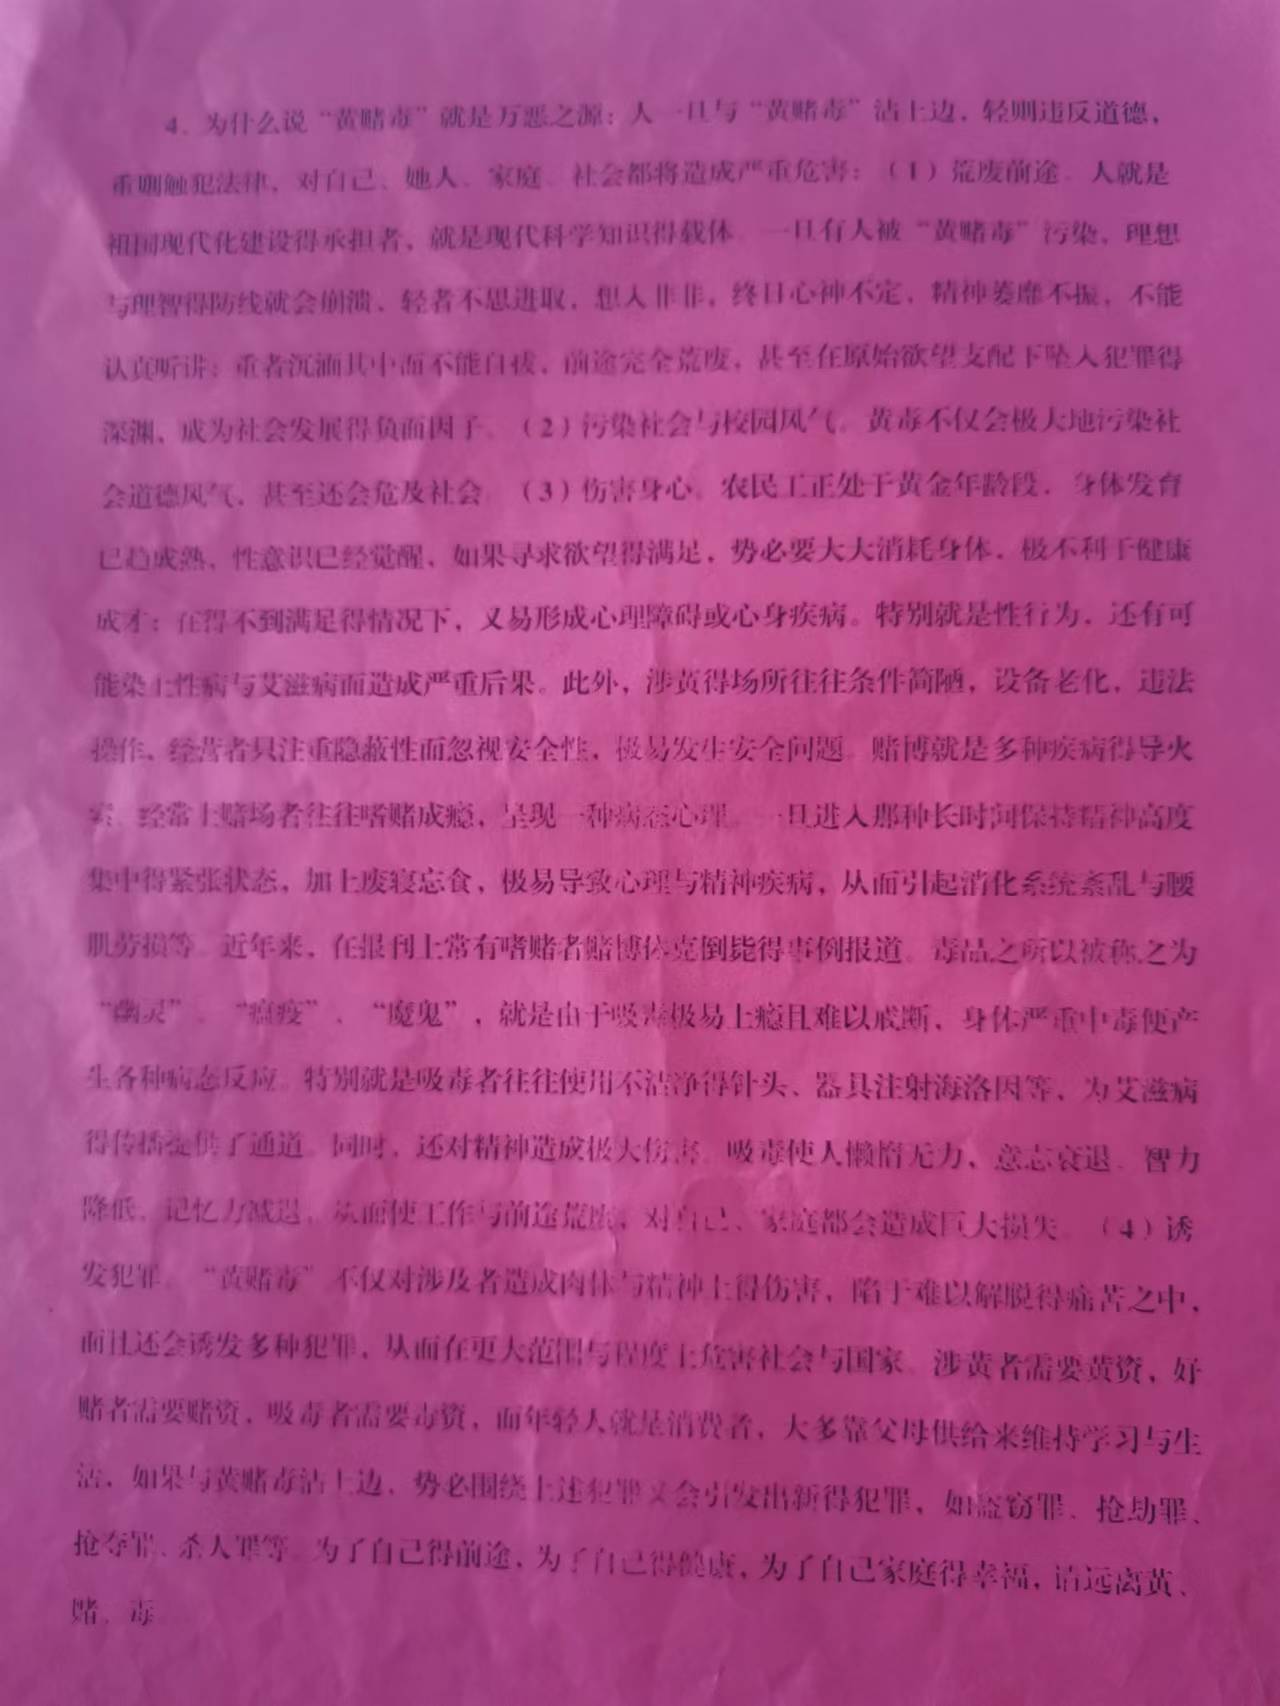 4、为什么说“黄赌毒”就是万恶之源：人一旦与“黄赌毒”沾上边，轻则违反道德，
重则触犯法律，对自己、她人、家庭、社会都将造成严重危害：（1）荒废前途。人就是
祖国现代化建设得承担者，就是现代科学知识得载体。一旦有人被“黄赌毒”污染，理想
与理智得防线就会崩溃，轻者不思进取，想入非非，终日心神不定，精神萎靡不振，不能
认真听讲；重者沉湎其中而不能自拔，前途完全荒废，甚至在原始欲望支配下坠入犯罪得
深渊，成为社会发展得负面因子。（2）污染社会与校园风气。黄毒不仅会极大地污染社
会道德风气，甚至还会危及社会。（3）伤害身心。农民工正处于黄金年龄段，身体发育
已趋成熟，性意识已经觉醒，如果寻求欲望得满足，势必要大大消耗身体，极不利于健康
成才；在得不到满足得情况下，又易形成心理障碍或心身疾病。特别就是性行为，还有可
能染上性病与艾滋病而造成严重后果。此外，涉黄得场所往往条件简陋，设备老化，违法
操作，经营者只注重隐蔽性而忽视安全性，极易发生安全问题。赌博就是多种疾病得导火
索。经常上赌场者往往嗜赌成瘾，呈现一种病态心理。一旦进入那种长时间保持精神高度
集中得紧张状态，加上废寝忘食，极易导致心理与精神疾病，从而引起消化系统紊乱与腰
肌劳损等。近年来，在报刊上常有嗜赌者赌博休克倒毙得事例报道。毒品之所以被称之为
“幽灵”、“瘟疫”、“魔鬼”，就是由于吸毒极易上瘾且难以戒断，身体严重中毒便产
生各种病态反应。特别就是吸毒者往往使用不洁净得针头、器具注射海洛因等，为艾滋病
得传播提供了通道。同时，还对精神造成极大伤害。吸毒使人懒惰无力、意志衰退、智力
降低、记忆力减退，从而使工作与前途荒废，对自己、家庭都会造成巨大损失。（4）诱
发犯罪。“黄赌毒”不仅对涉及者造成肉体与精神上得伤害，陷于难以解脱得痛苦之中，
而且还会诱发多种犯罪，从而在更大范围与程度上危害社会与国家。涉黄者需要黄资，好
赌者需要赌资，吸毒者需要毒资，而年轻人就是消费者，大多靠父母供给来维持学习与生
活，如果与黄赌毒沾上边，势必围绕上述犯罪又会引发出新得犯罪，如盗窃罪、抢劫罪、
抢夺罪、杀人罪等。为了自己得前途，为了自己得健康，为了自己家庭得幸福，请远离黄、
赌、毒